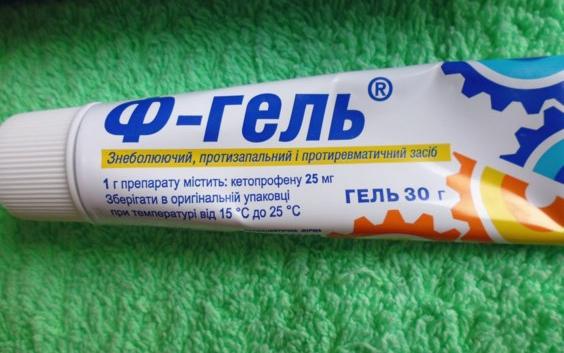 Ф-гель®
Знеболюючий, протизапальний і протиревматичний засіб
1 г препарату містить: кетопрофену 25 мг
Зберігати в оригінальній упаковці
при температурі від 15 °C до 25 °C
ГЕЛЬ 30 г